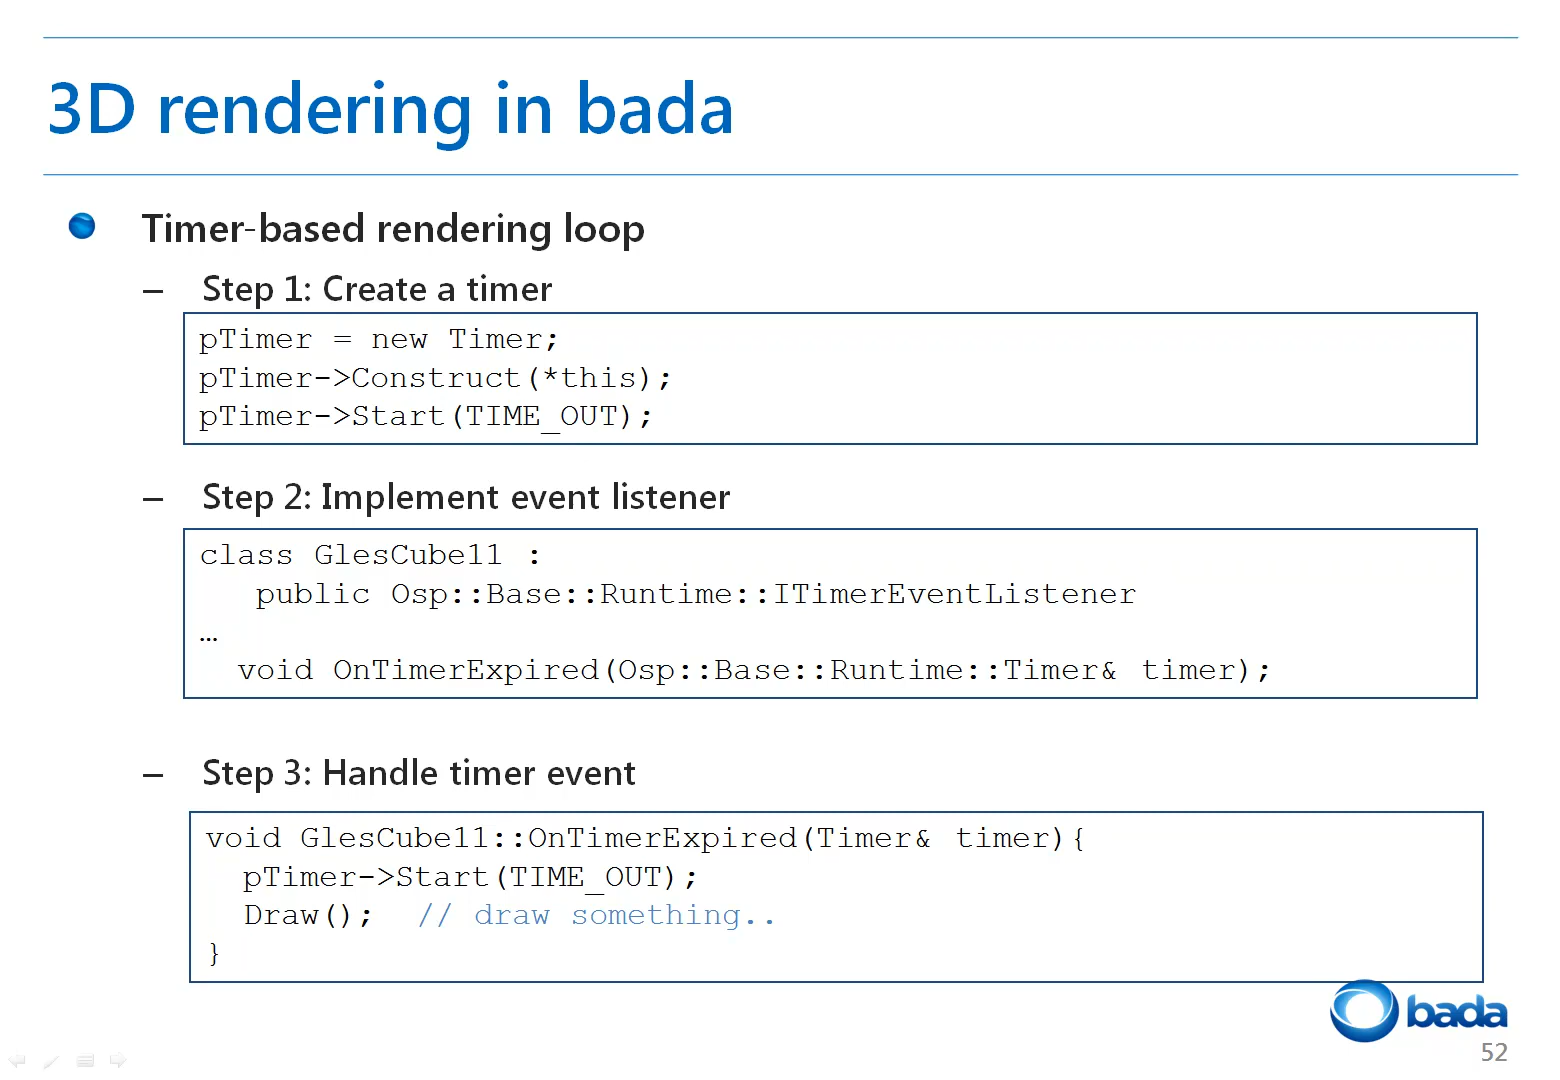 3D rendering in bada
Timer-based rendering loop
– Step 1: Create a timer
pTimer = new Timer;
pTimer->Construct(*this);
pTimer->Start(TIME_OUT);
– Step 2: Implement event listener
class GlesCube11 :
public Osp::Base::Runtime::ITimerEventListener
…
void OnTimerExpired(Osp::Base::Runtime::Timer& timer);
– Step 3: Handle timer event
void GlesCube11::OnTimerExpired(Timer& timer){
pTimer->Start(TIME_OUT);
Draw(); // draw something..
}
bada
52